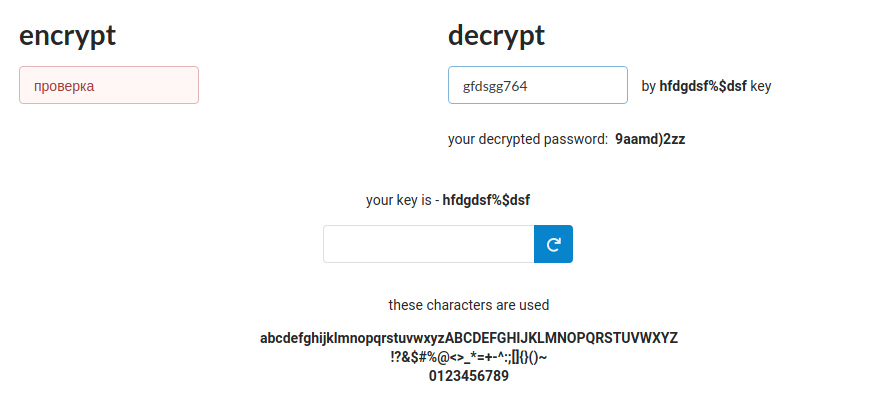 encrypt
decrypt
проверка
gfdsgg764
by hfdgdsf%$dsf key
your decrypted password: 9aamd)2zz
your key is - hfdgdsf%$dsf
these characters are used
abcdefghijklmnopqrstuvwxyzABCDEFGHIJKLMNOPQRSTUVWXYZ
!?&$#%@<>_*=+-^:;[]{}()~
0123456789